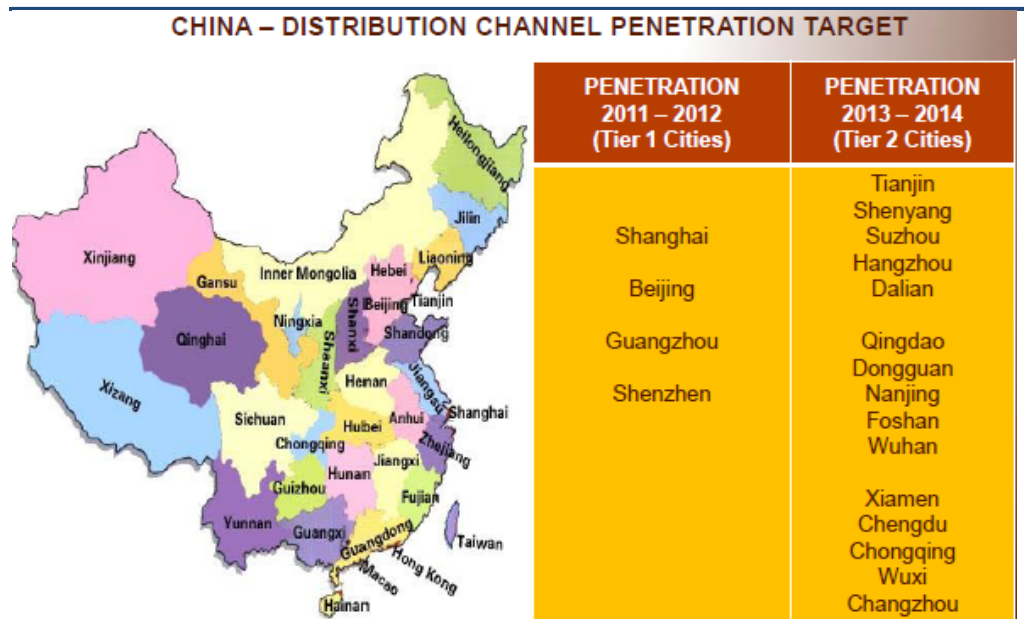 CHINA – DISTRIBUTION CHANNEL PENETRATION TARGET
Heilongjiang
Jilin
Liaoning
Xinjiang
Gansu
Inner Mongolia
Hebei
Beijing
Tianjin
Ningxia
Shanxi
Shaanxi
Shandong
Qinghai
Xizang
Henan
Jiangsu
Shanghai
Sichuan
Hubei
Anhui
Chongqing
Zhejiang
Hunan
Jiangxi
Guizhou
Fujian
Yunnan
Guangxi
Guangdong
Taiwan
Hong Kong
Macao
Hainan
PENETRATION
2011 – 2012
(Tier 1 Cities)
Shanghai
Beijing
Guangzhou
Shenzhen
PENETRATION
2013 – 2014
(Tier 2 Cities)
Tianjin
Shenyang
Suzhou
Hangzhou
Dalian
Qingdao
Dongguan
Nanjing
Foshan
Wuhan
Xiamen
Chengdu
Chongqing
Wuxi
Changzhou